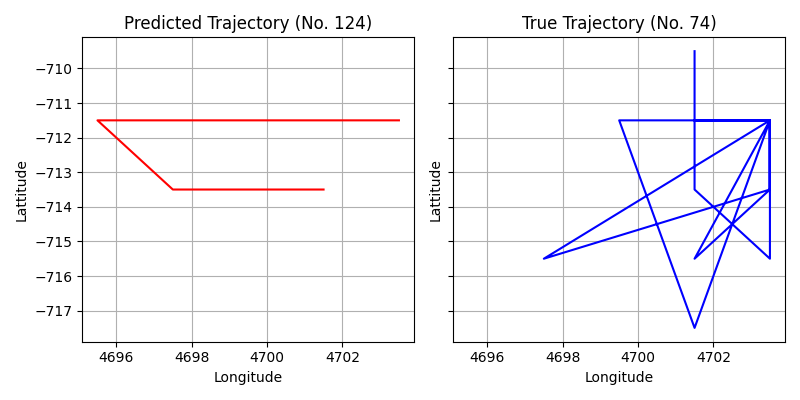 Predicted Trajectory (No. 124)
True Trajectory (No. 74)
−710
−711
−712
−713
−714
−715
−716
−717
Lattitude
Lattitude
4696
4698
4700
4702
4696
4698
4700
4702
Longitude
Longitude